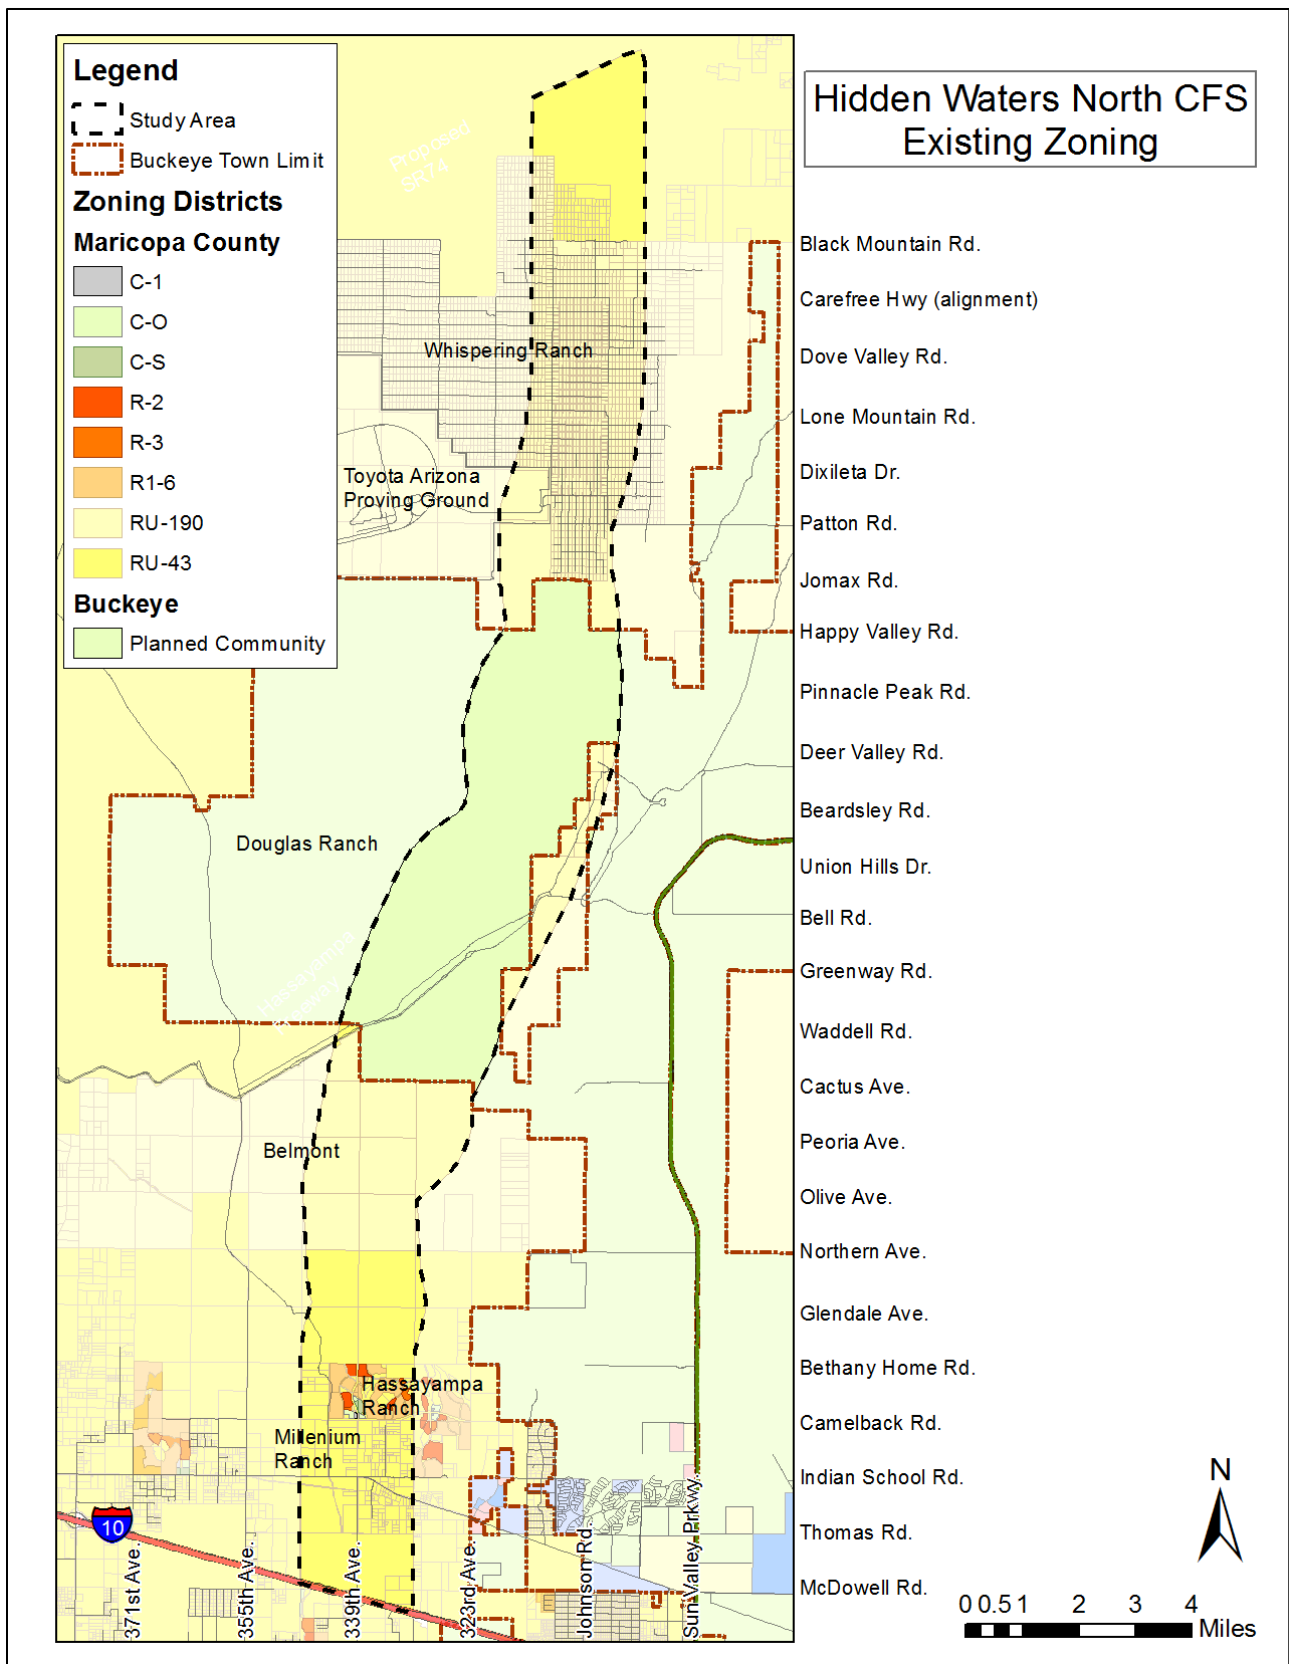 Hidden Waters North CFS
Existing Zoning
Legend
Study Area
Buckeye Town Limit
Zoning Districts
Maricopa County
C-1
C-O
C-S
R-2
R-3
R1-6
RU-190
RU-43
Buckeye
Planned Community
Proposed
SR74
Whispering Ranch
Toyota Arizona
Proving Ground
Douglas Ranch
Hassayampa
Freeway
Belmont
Hassayampa
Ranch
Millenium
Ranch
10
371st Ave.
355th Ave.
339th Ave.
323rd Ave.
Johnson Rd.
Sun Valley Prkwy.
Black Mountain Rd.
Carefree Hwy (alignment)
Dove Valley Rd.
Lone Mountain Rd.
Dixileta Dr.
Patton Rd.
Jomax Rd.
Happy Valley Rd.
Pinnacle Peak Rd.
Deer Valley Rd.
Beardsley Rd.
Union Hills Dr.
Bell Rd.
Greenway Rd.
Waddell Rd.
Cactus Ave.
Peoria Ave.
Olive Ave.
Northern Ave.
Glendale Ave.
Bethany Home Rd.
Camelback Rd.
Indian School Rd.
Thomas Rd.
McDowell Rd.
N
0 0.5 1 2 3 4
Miles